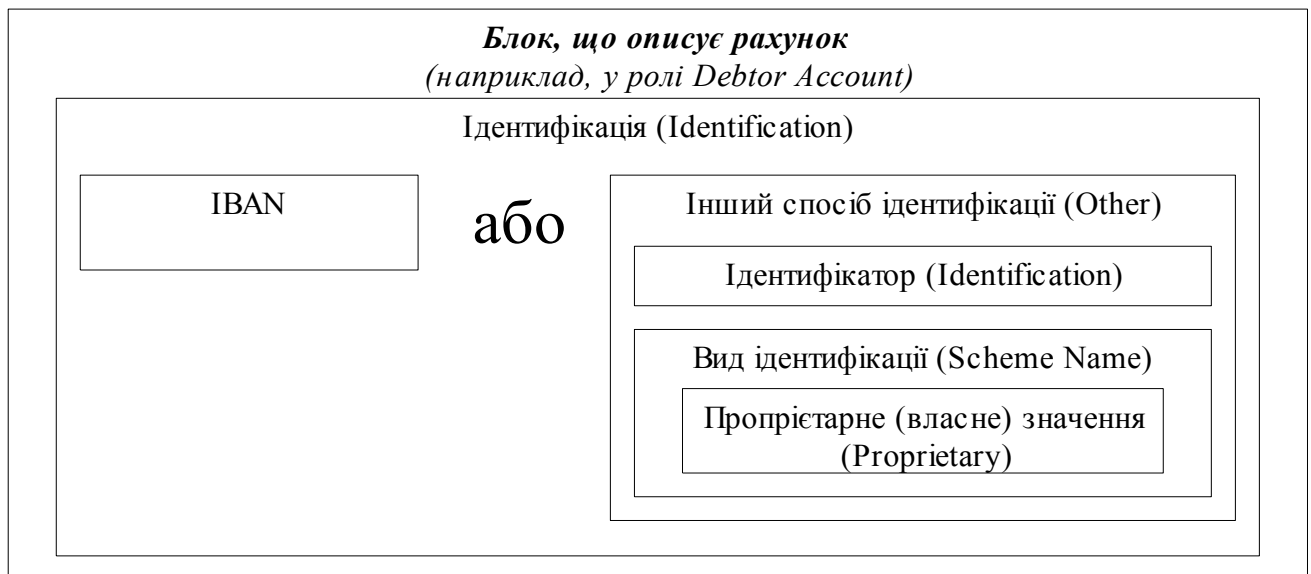 Блок, що описує рахунок
(наприклад, у ролі Debtor Account)
Ідентифікація (Identification)
IBAN
або
Інший спосіб ідентифікації (Other)
Ідентифікатор (Identification)
Вид ідентифікації (Scheme Name)
Пропрієтарне (власне) значення
(Proprietary)